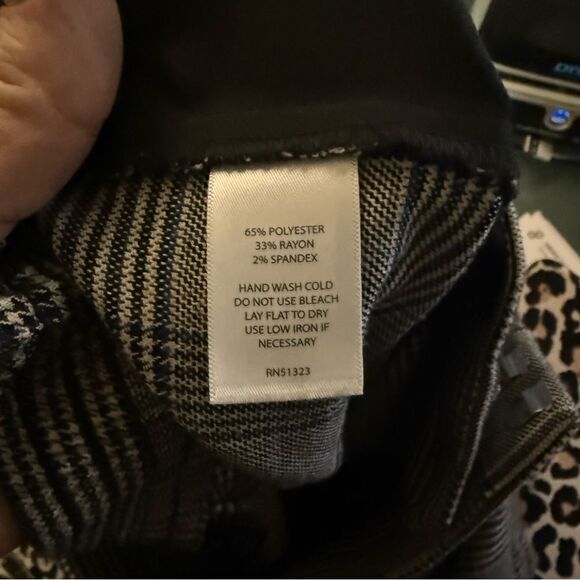 65% POLYESTER
33% RAYON
2% SPANDEX
HAND WASH COLD
DO NOT USE BLEACH
LAY FLAT TO DRY
USE LOW IRON IF
NECESSARY
RN51323